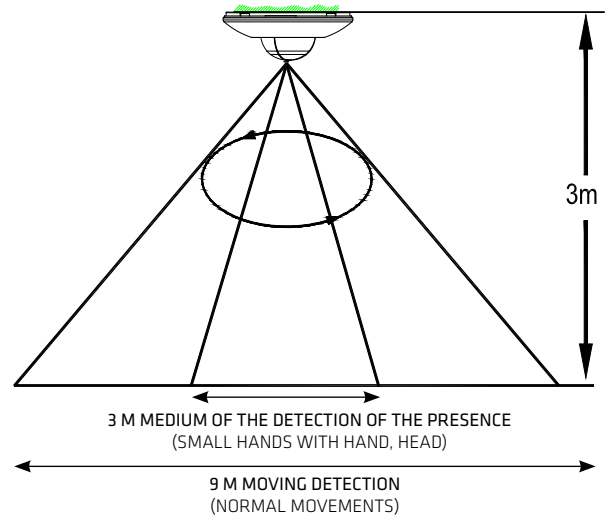 3m
3 M MEDIUM OF THE DETECTION OF THE PRESENCE
(SMALL HANDS WITH HAND, HEAD)
9 M MOVING DETECTION
(NORMAL MOVEMENTS)